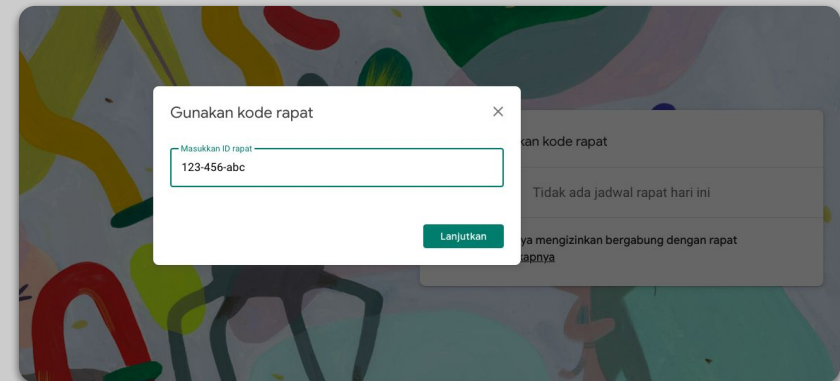 Gunakan kode rapat
Masukkan ID rapat
123-456-abc
Lanjutkan
kan kode rapat
Tidak ada jadwal rapat hari ini
ya mengizinkan bergabung dengan rapat
capnya